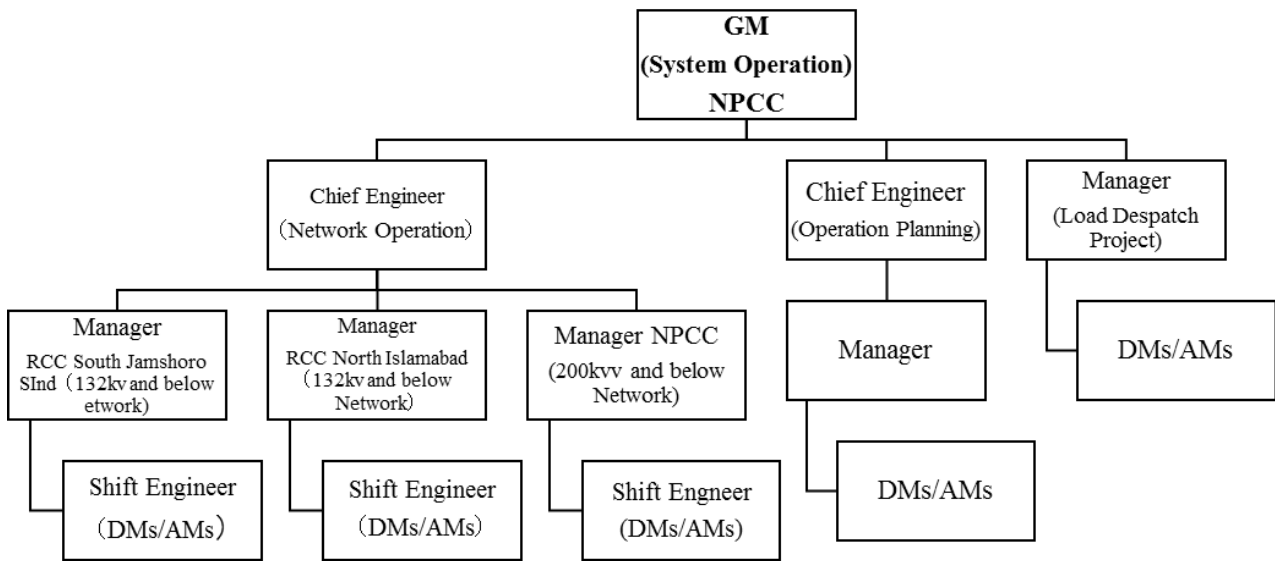 GM
(System Operation)
NPCC
Chief Engineer
（Network Operation）
Chief Engineer
(Operation Planning)
Manager
(Load Despatch
Project)
Manager
RCC South Jamshoro
SInd（132kv and below
etwork)
Manager
RCC North Islamabad
（132kv and below
Network）
Manager NPCC
(200kvv and below
Network)
Manager
DMs/AMs
Shift Engineer
（DMs/AMs）
Shift Engineer
（DMs/AMs）
Shift Engneer
(DMs/AMs)
DMs/AMs